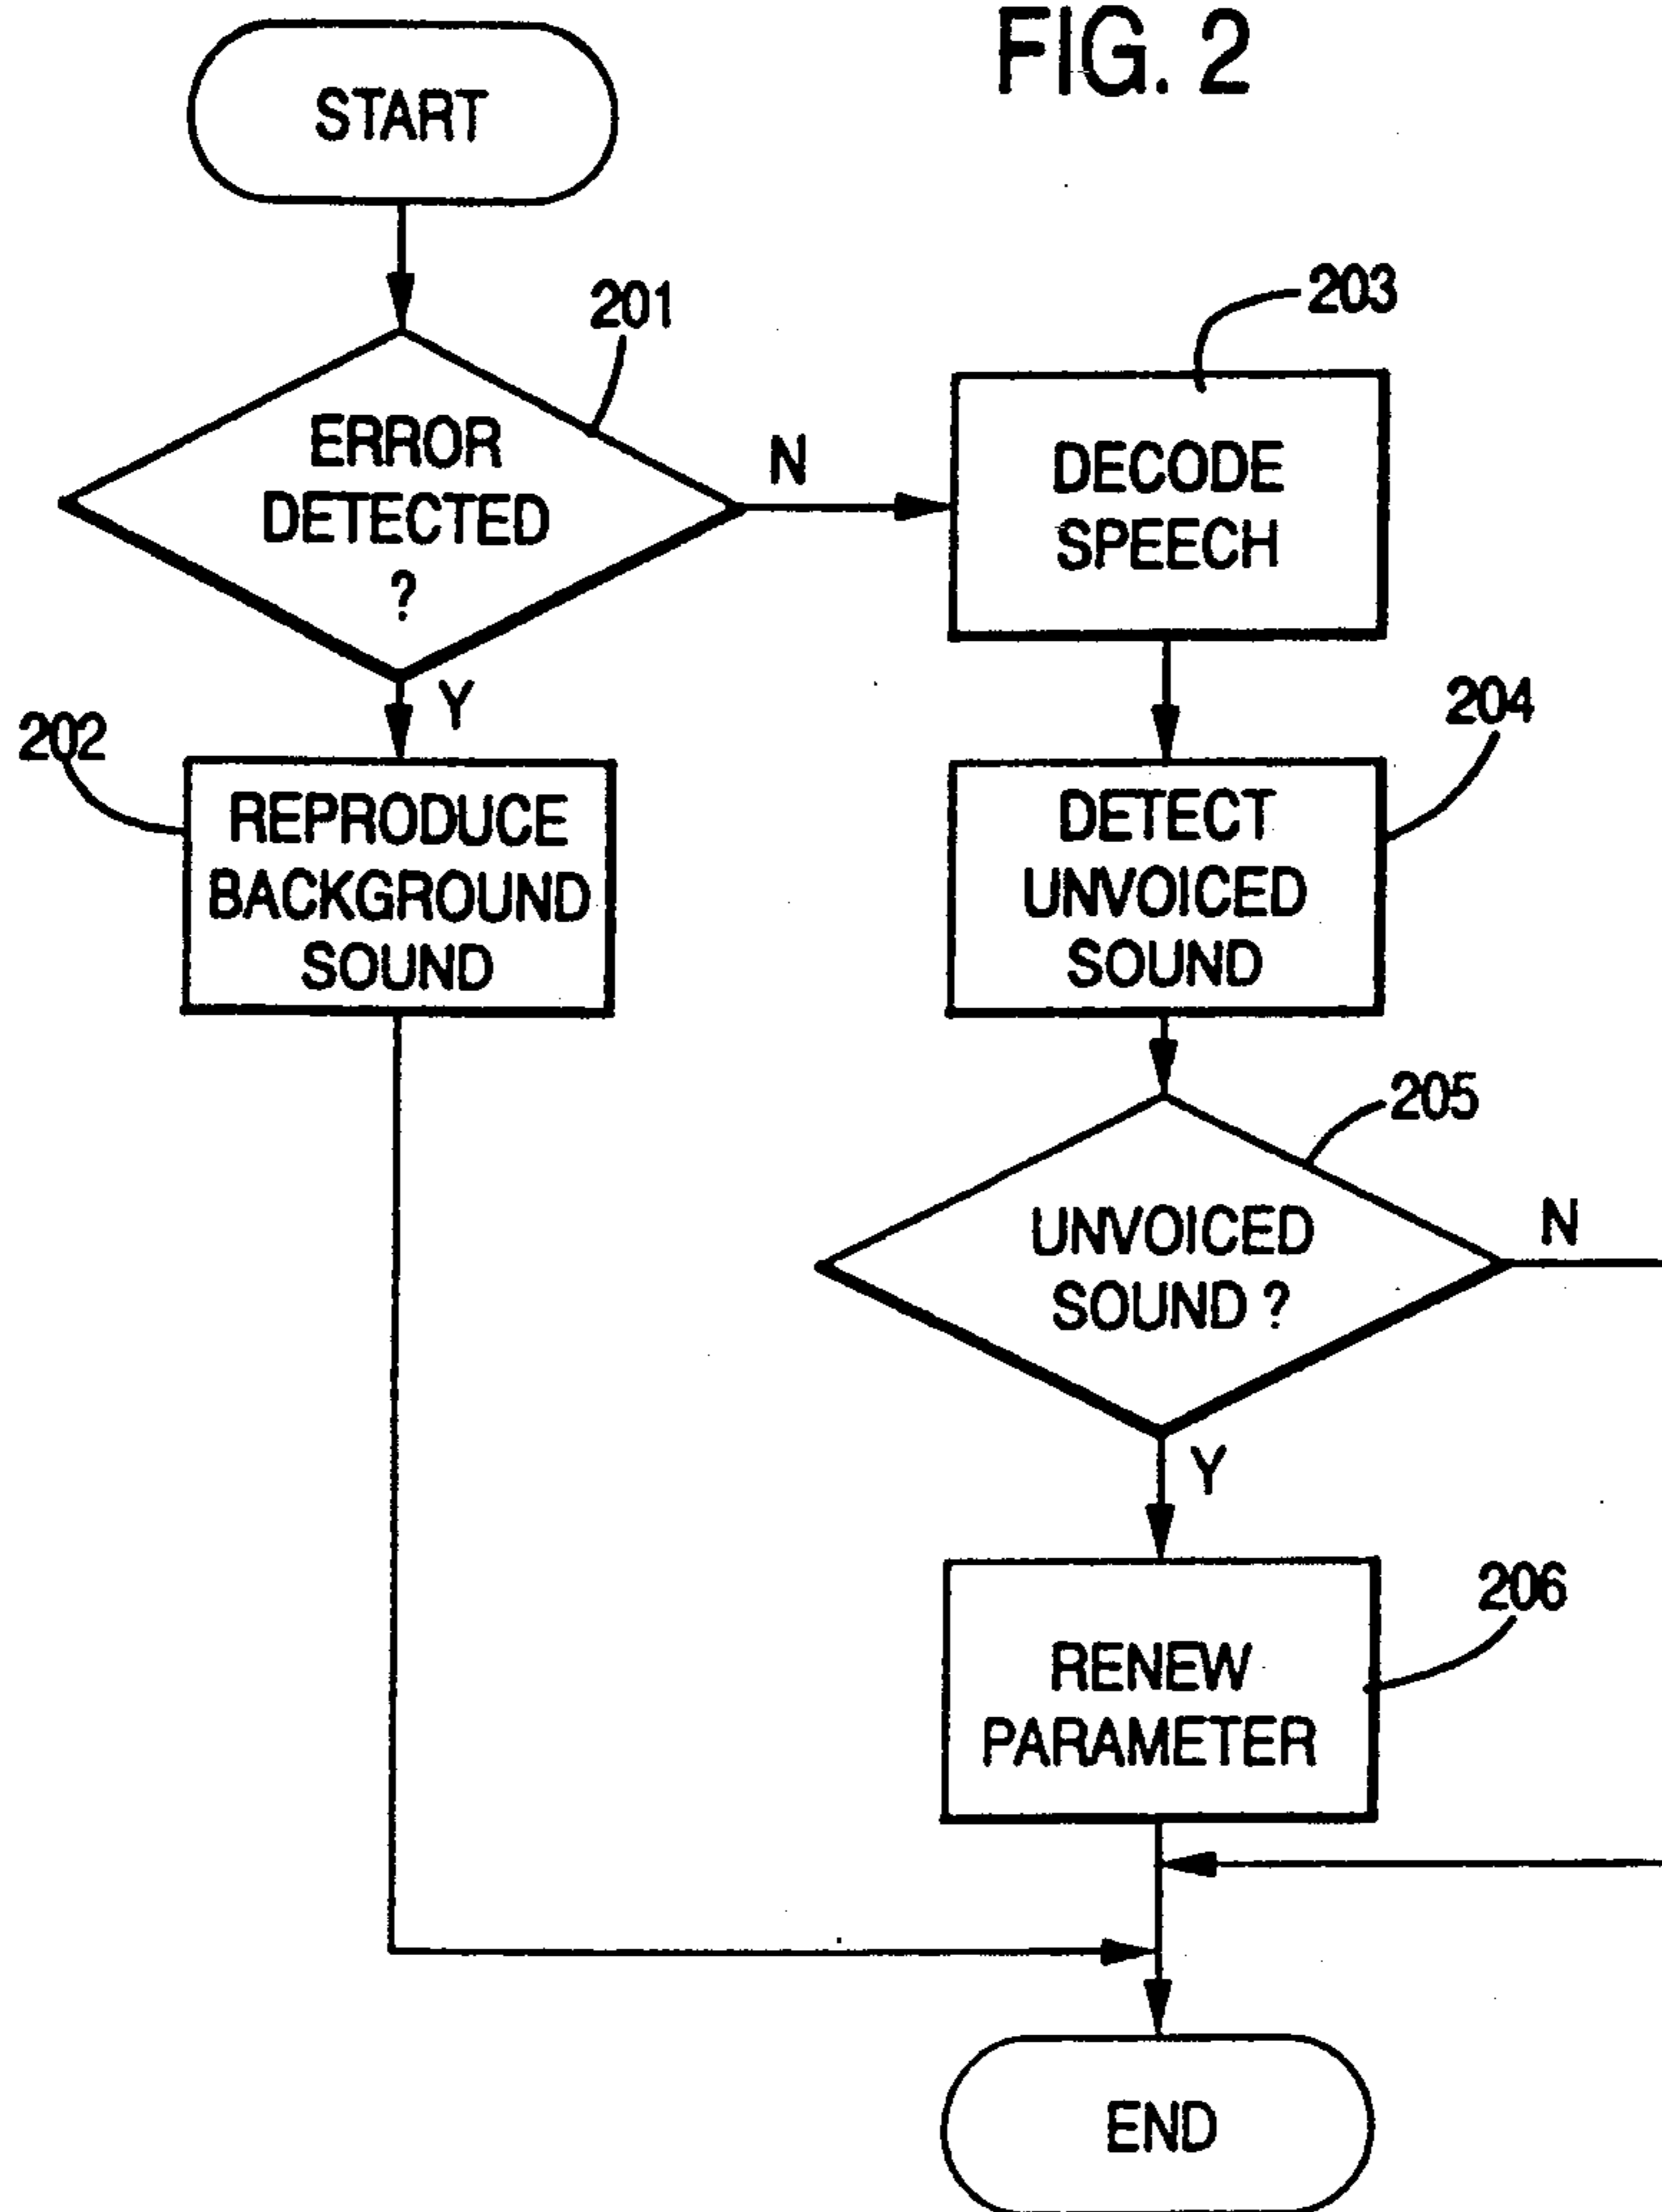 FIG. 2
START
201
ERROR
DETECTED
?
N
Y
202
REPRODUCE
BACKGROUND
SOUND
203
DECODE
SPEECH
204
DETECT
UNVOICED
SOUND
205
UNVOICED
SOUND ?
N
Y
206
RENEW
PARAMETER
END